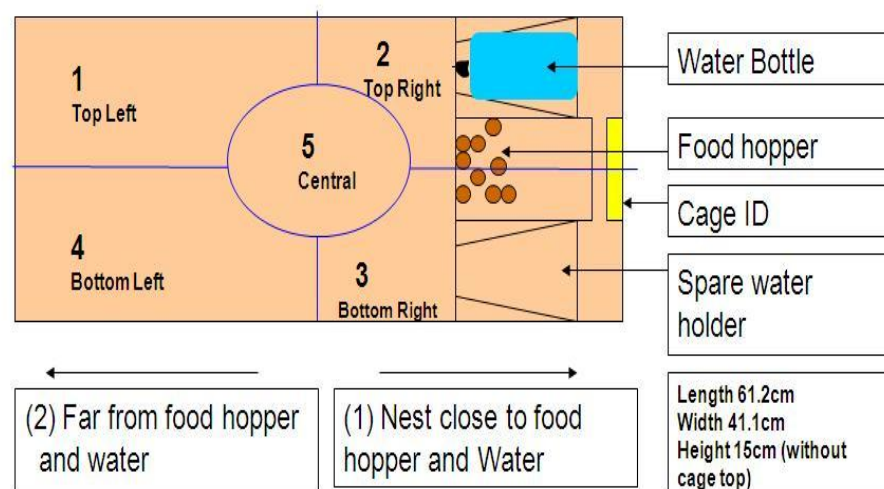 1
Top Left
2
Top Right
5
Central
4
Bottom Left
3
Bottom Right
Water Bottle
Food hopper
Cage ID
Spare water
holder
(2) Far from food hopper
and water
(1) Nest close to food
hopper and Water
Length 61.2cm
Width 41.1cm
Height 15cm (without
cage top)